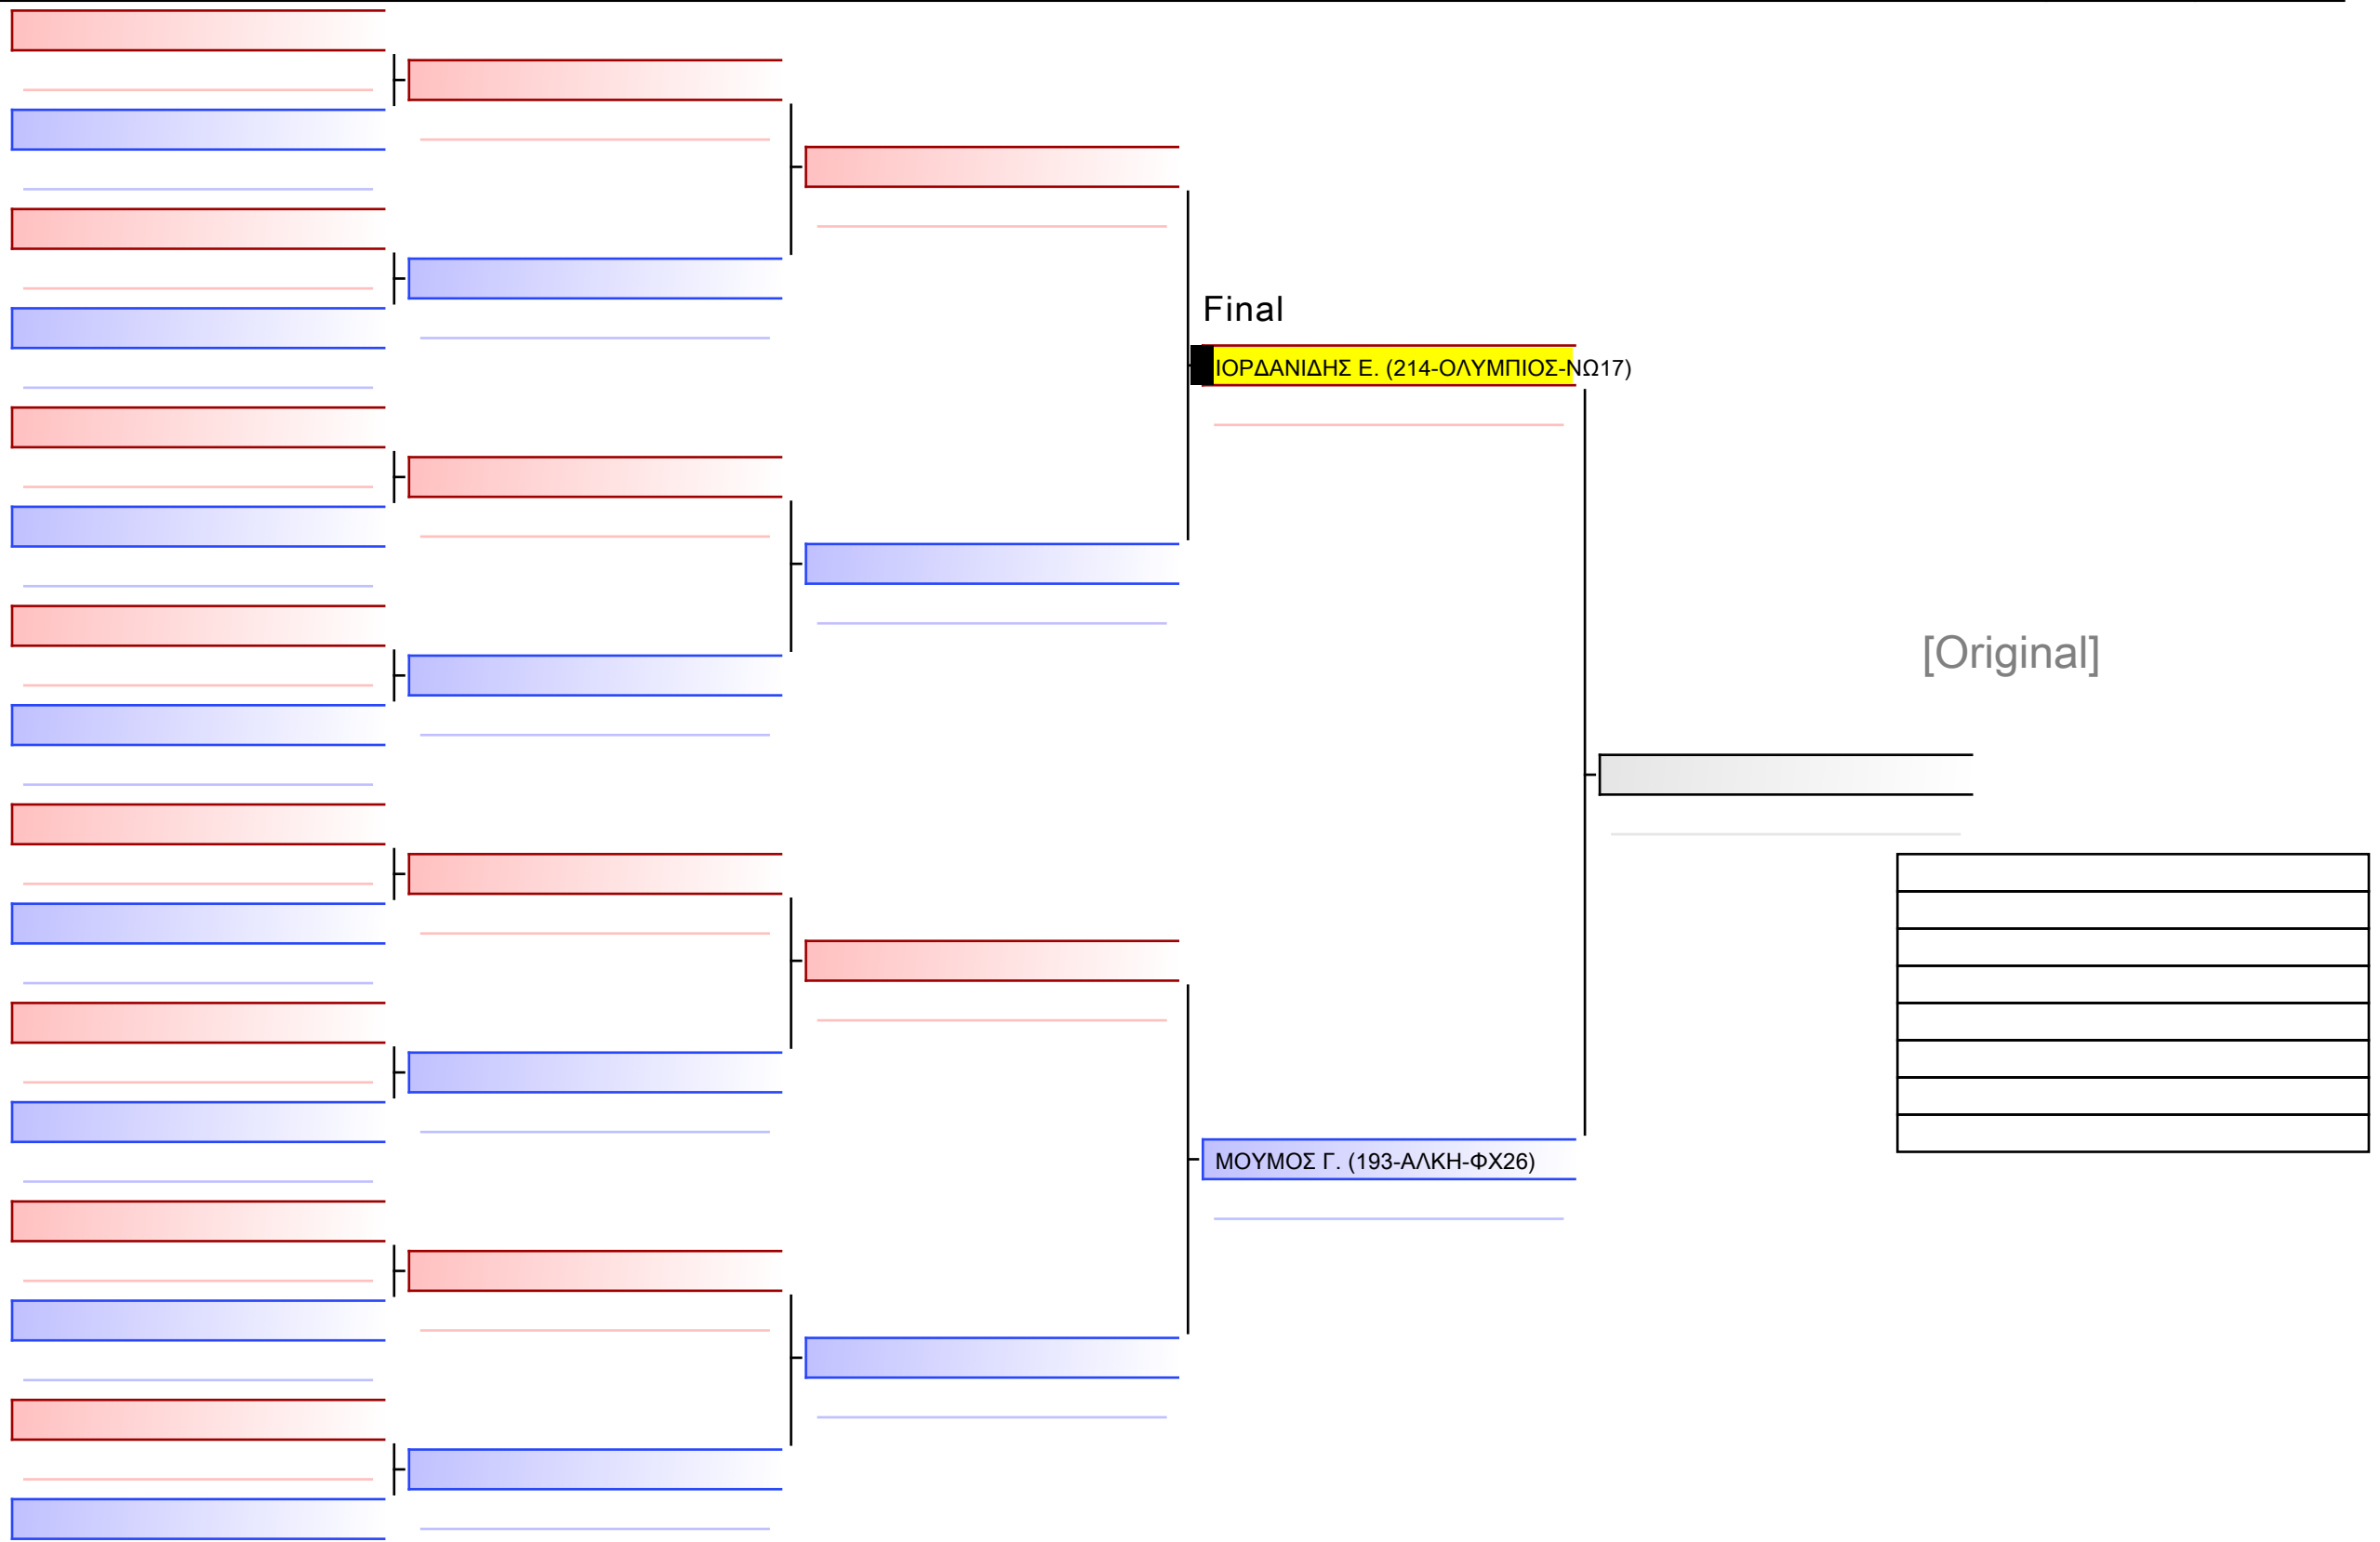 Final
ΙΟΡΔΑΝΙΔΗΣ Ε. (214-ΟΛΥΜΠΙΟΣ-ΝΩ17)
[Original]
ΜΟΥΜΟΣ Γ. (193-ΑΛΚΗ-ΦΧ26)